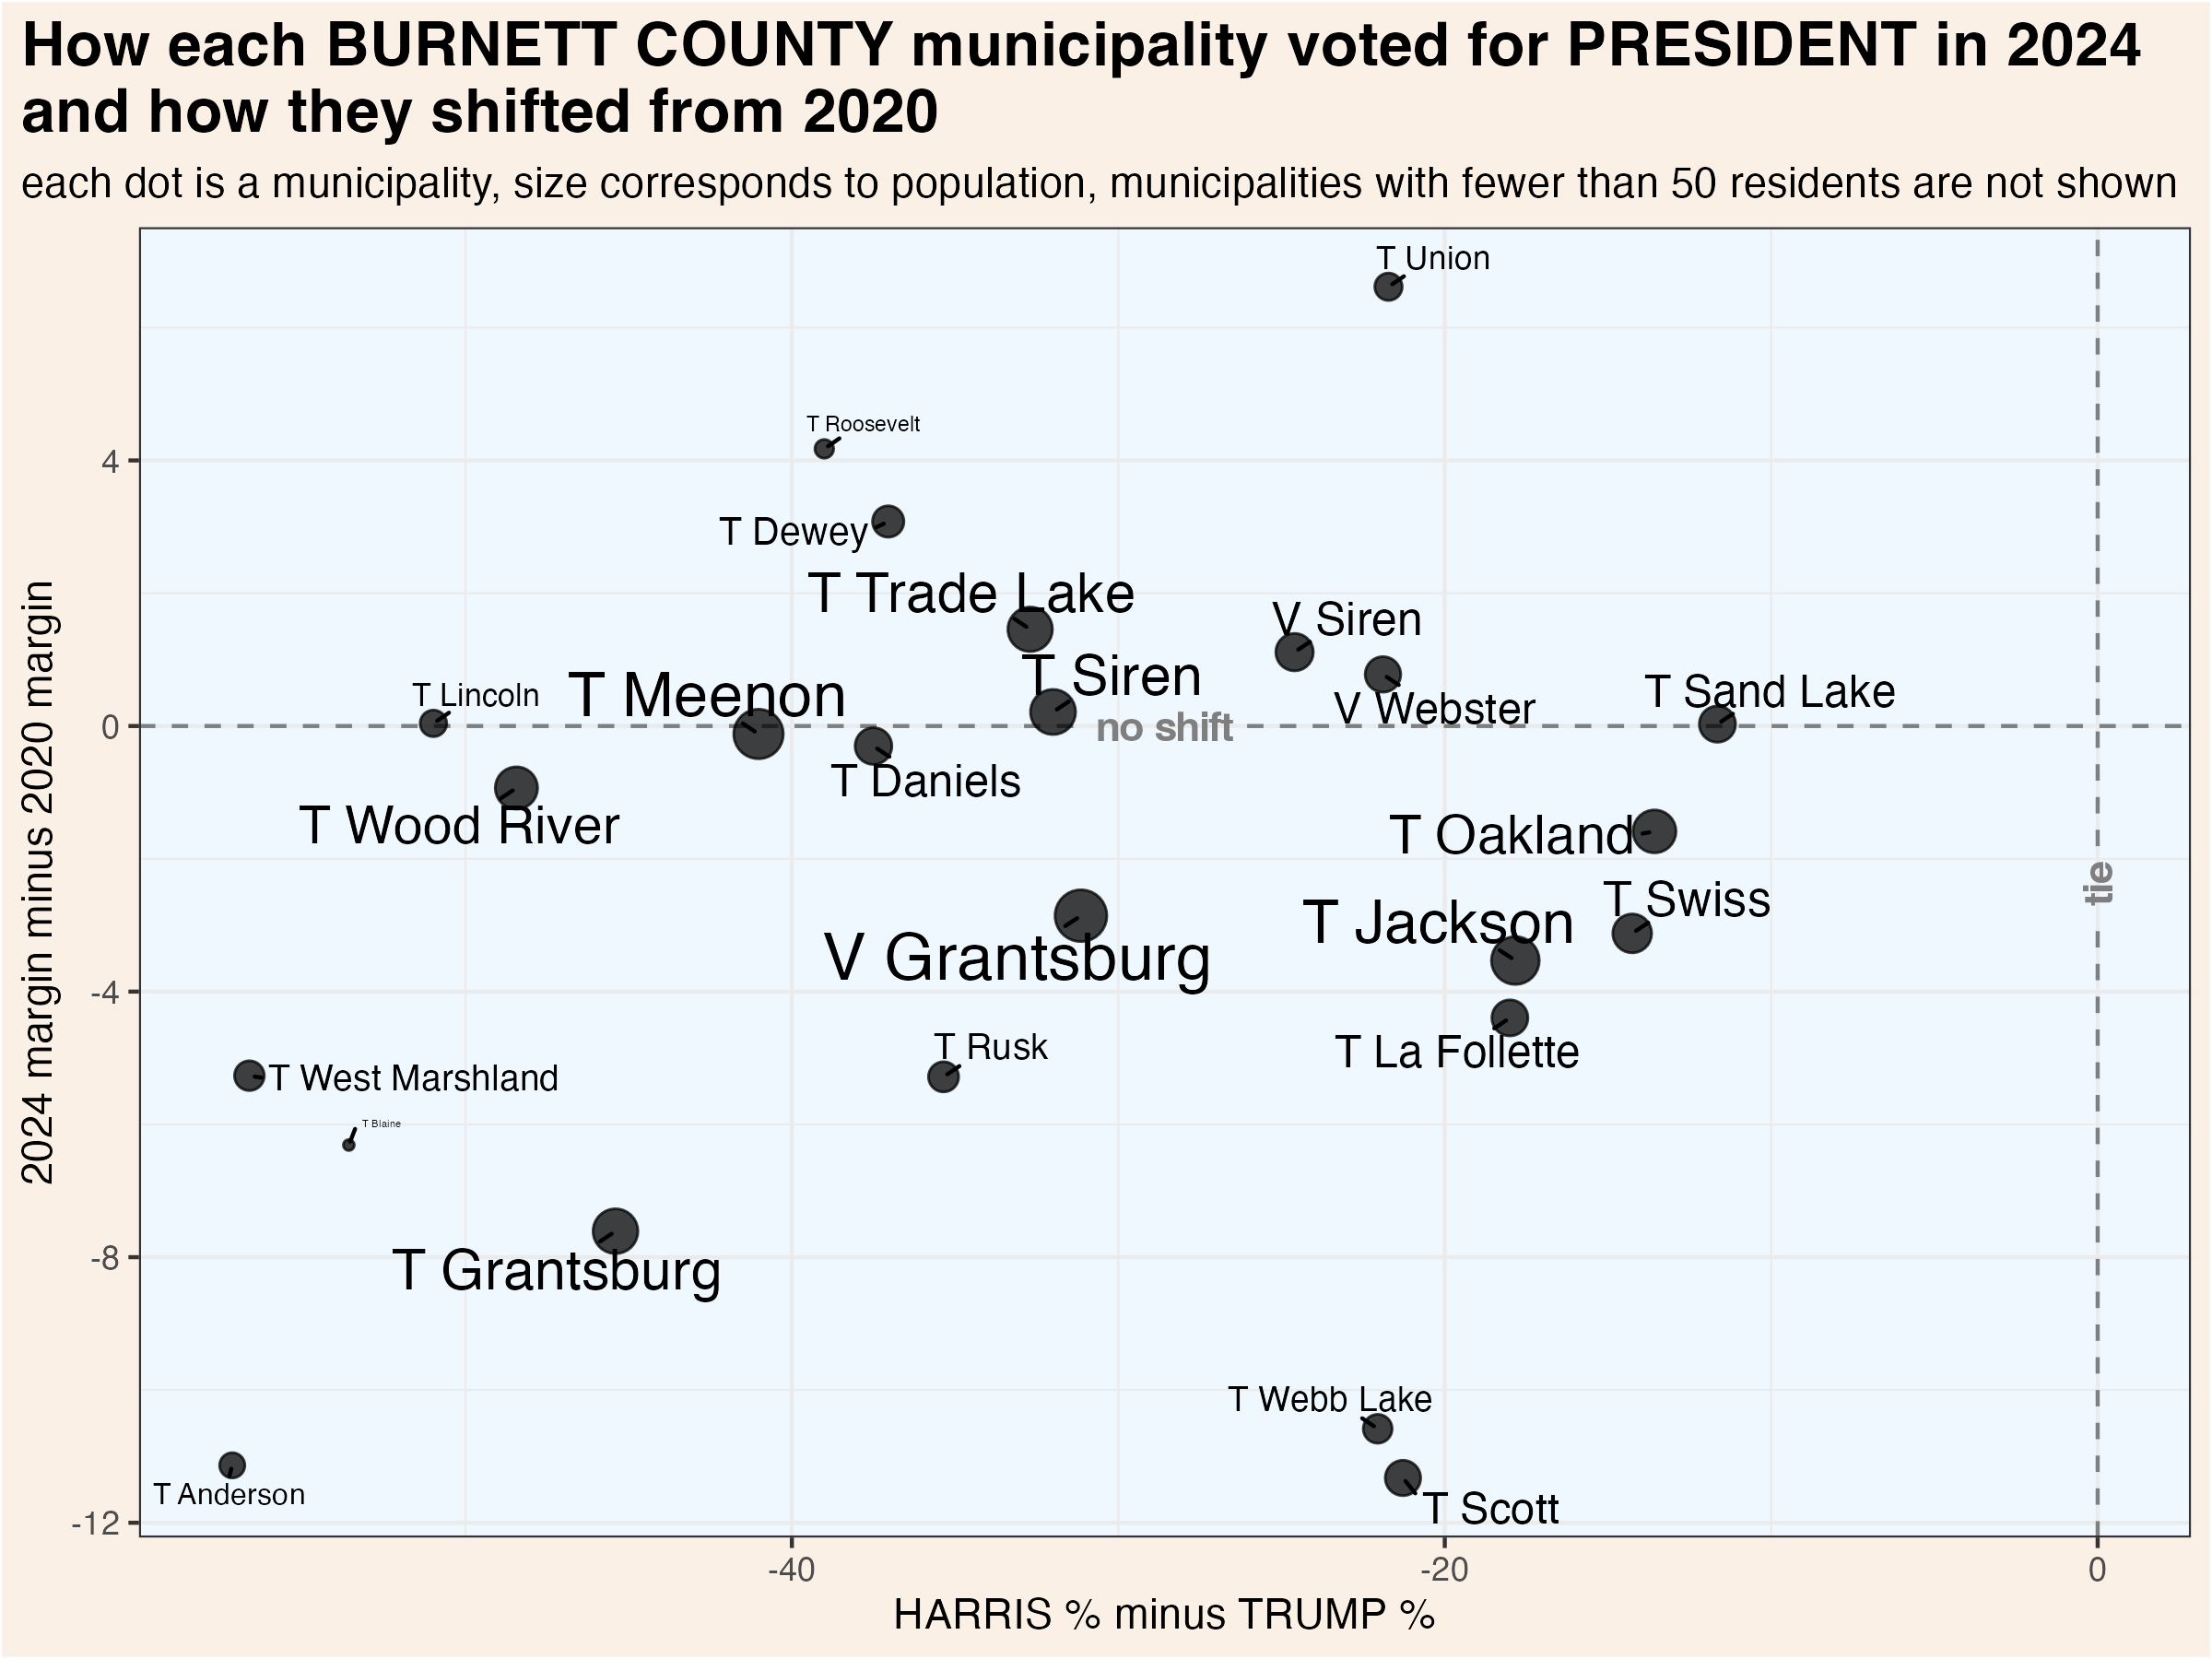 How each BURNETT COUNTY municipality voted for PRESIDENT in 2024
and how they shifted from 2020
each dot is a municipality, size corresponds to population, municipalities with fewer than 50 residents are not shown
T Union
T Roosevelt
4
T Dewey
T Trade Lake
V Siren
T Siren
T Lincoln
T Meenon
V Webster
T Sand Lake
0
no shift
T Daniels
T Wood River
T Oakland
tie
T Swiss
T Jackson
V Grantsburg
-4
T Rusk
T La Follette
T West Marshland
T Blaine
-8
T Grantsburg
T Webb Lake
T Anderson
T Scott
-12
-40
-20
0
HARRIS % minus TRUMP %
2024 margin minus 2020 margin